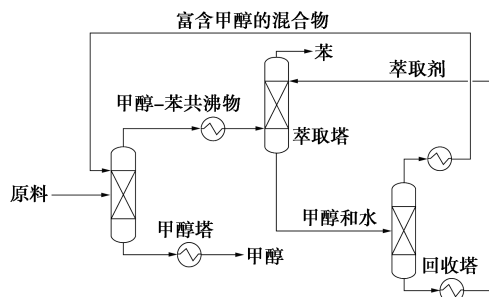 富含甲醇的混合物
苯
萃取剂
甲醇-苯共沸物
萃取塔
原料
甲醇和水
甲醇塔
甲醇
回收塔